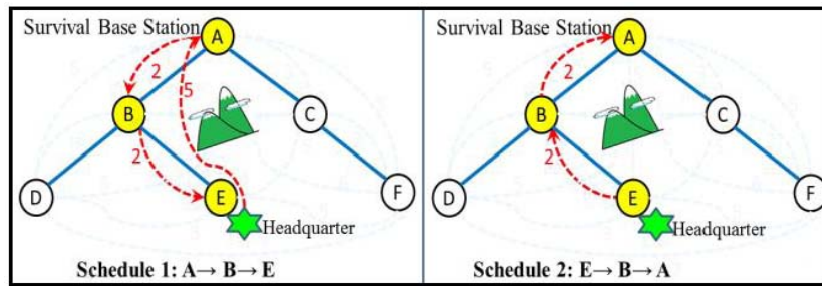 Survival Base Station
A
2
5
B
C
2
D
E
F
Headquarter
Schedule 1: A→ B→ E
Survival Base Station
A
2
B
C
2
E
F
D
Headquarter
Schedule 2: E→ B→ A